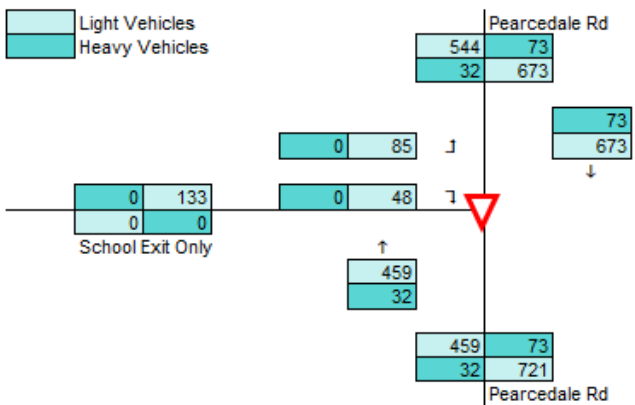 Light Vehicles
Heavy Vehicles
Pearcedale Rd
544 73
32 673
73
673
↓
0 85
0 133
0 48
0 0
School Exit Only
↑
459
32
459 73
32 721
Pearcedale Rd